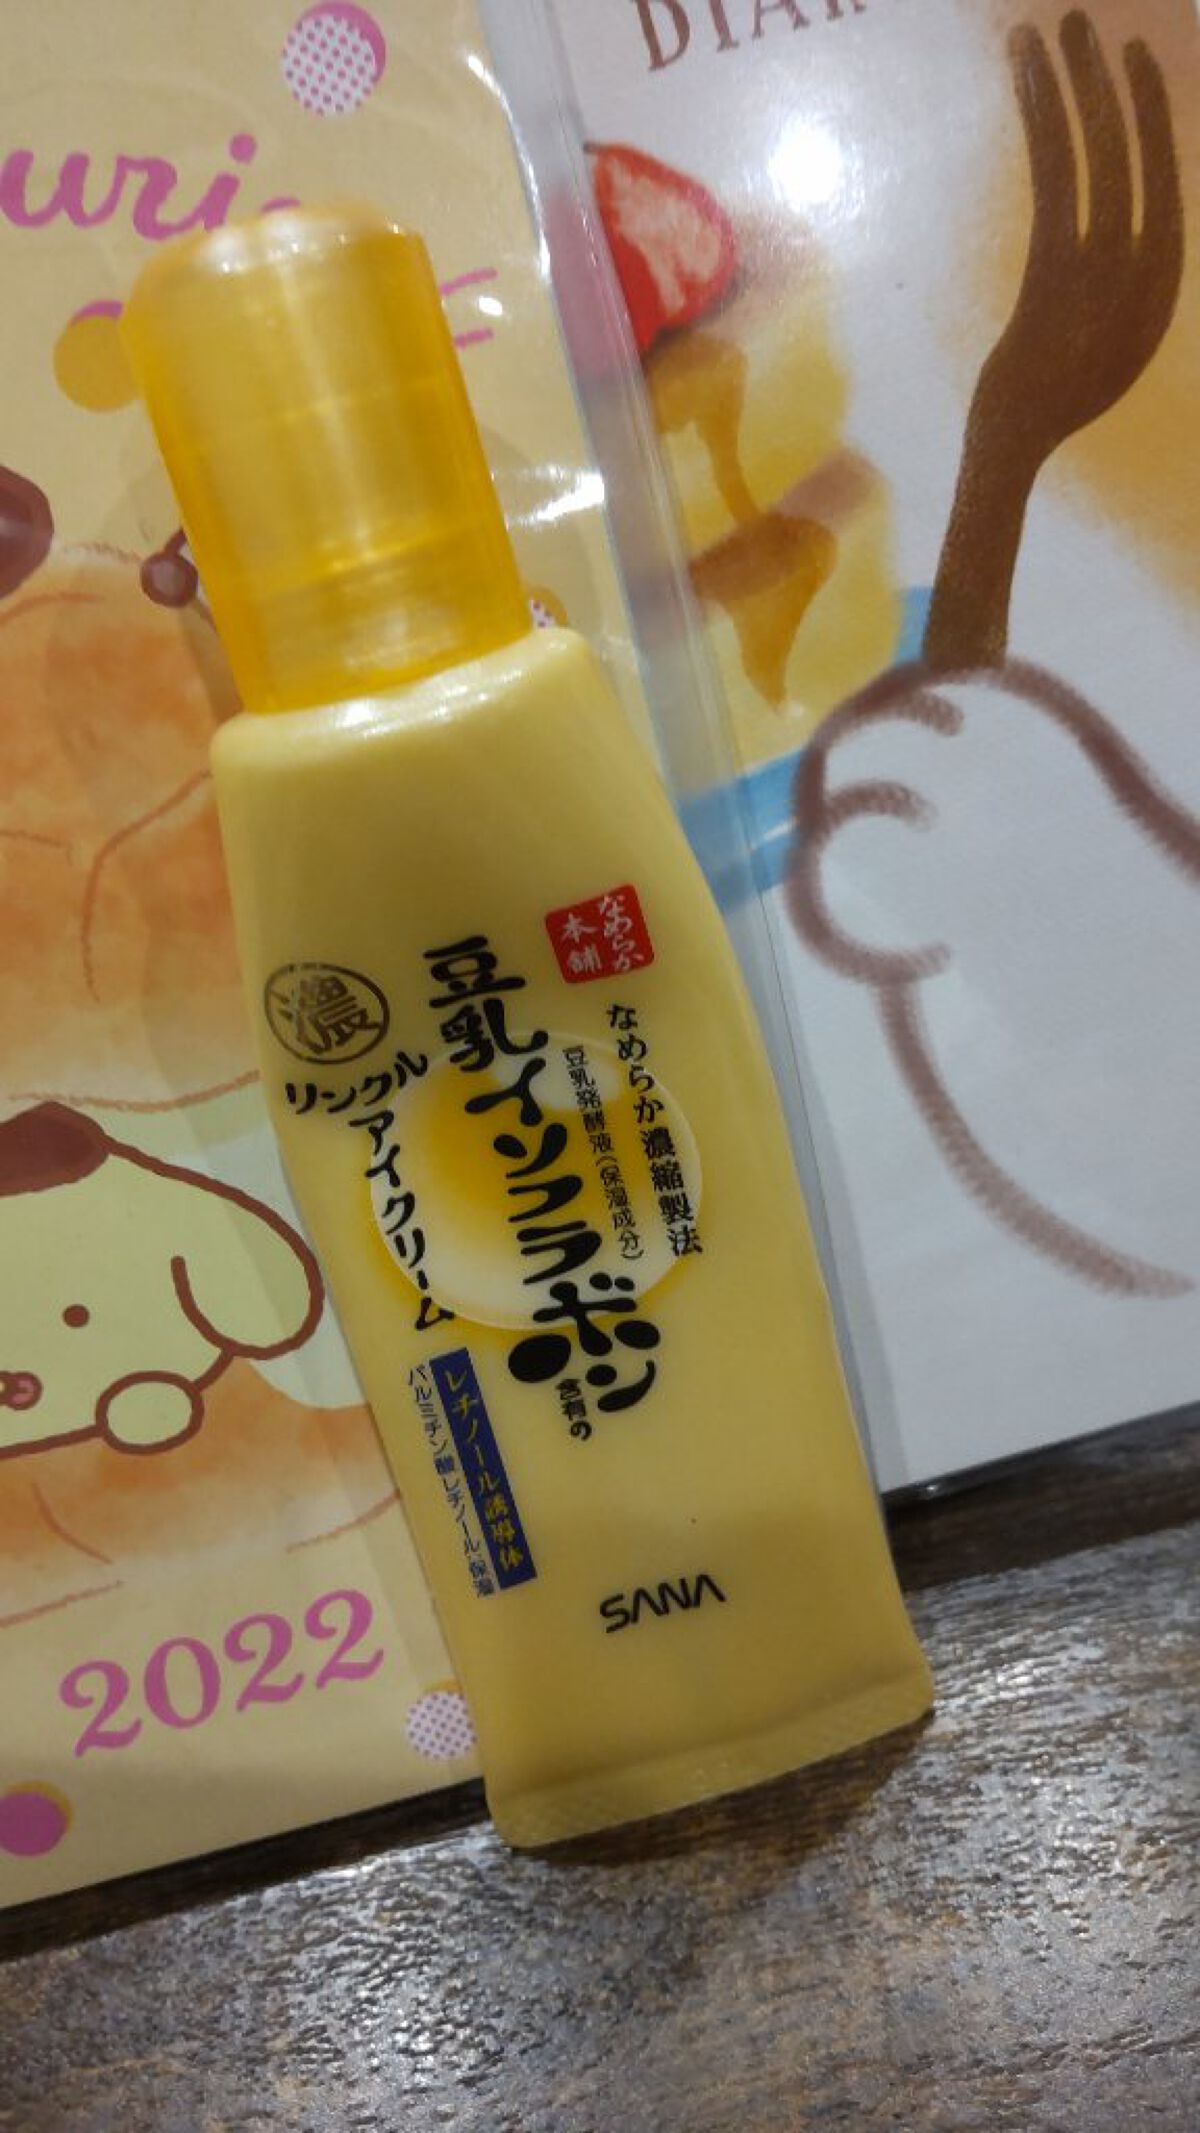 DIAR
uri
なめらか
本舗
なめらか濃縮製法
豆乳発酵液(保湿成分)
豆乳イソフラボン
含有の
濃
リンクル
アイクリーム
レチノール誘導体
パルミチン酸レチノール:保湿
SANA
2022